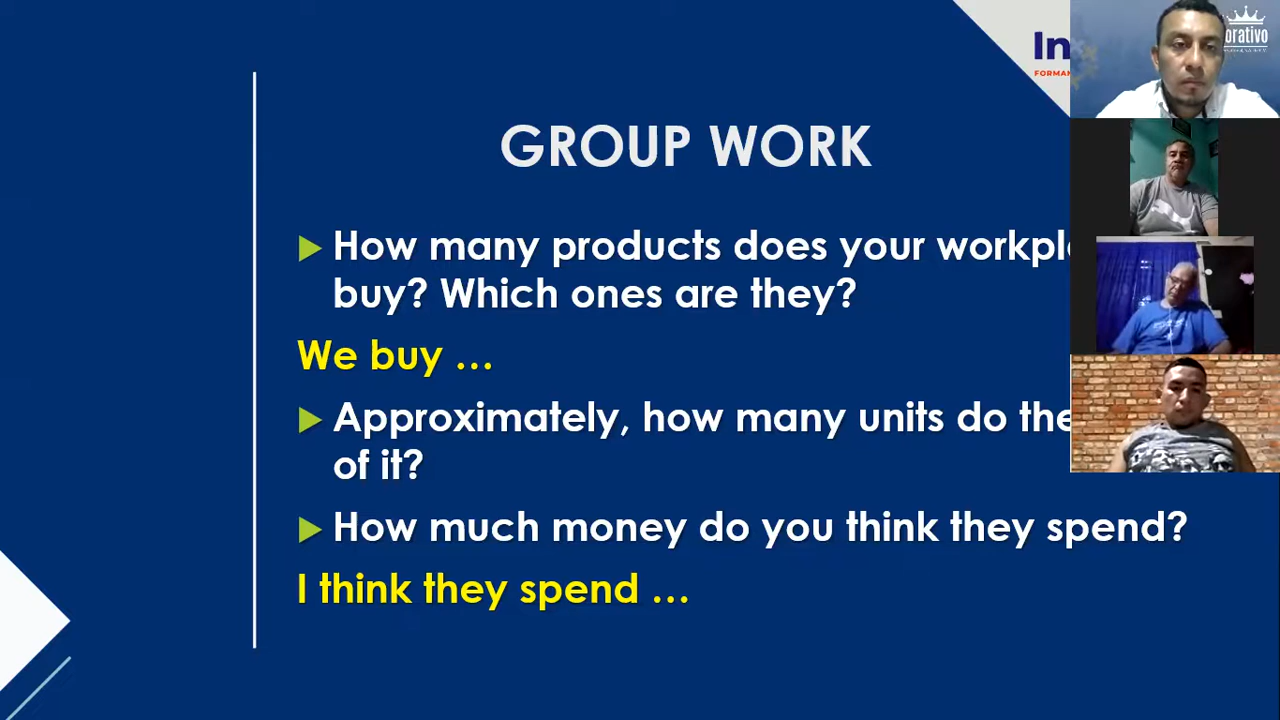 In
FORMAN
orativo
GROUP WORK
How many products does your workpl
buy? Which ones are they?
We buy …
Approximately, how many units do the
of it?
How much money do you think they spend?
I think they spend …